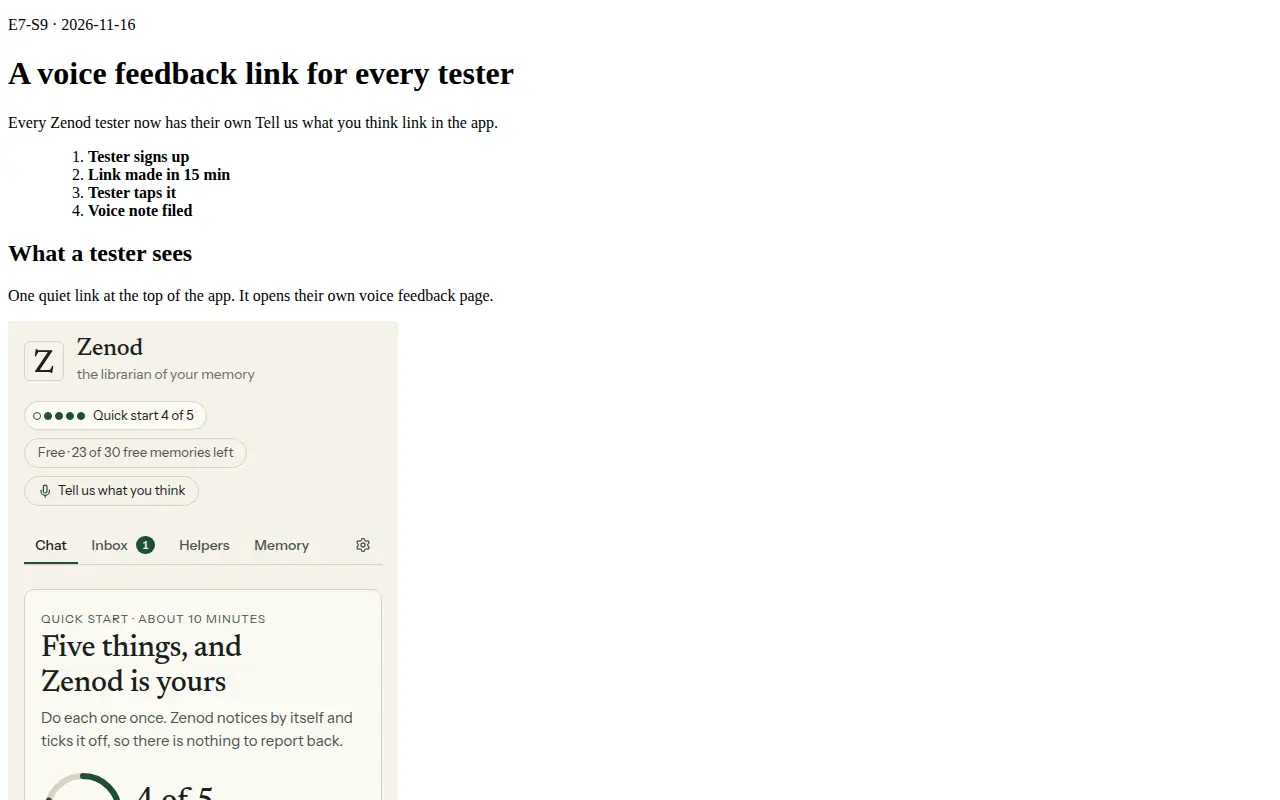 E7-S9 · 2026-11-16
A voice feedback link for every tester
Every Zenod tester now has their own Tell us what you think link in the app.
1. Tester signs up
2. Link made in 15 min
3. Tester taps it
4. Voice note filed
What a tester sees
One quiet link at the top of the app. It opens their own voice feedback page.
Z
Zenod
the librarian of your memory
Quick start 4 of 5
Free · 23 of 30 free memories left
Tell us what you think
Chat Inbox 1 Helpers Memory
QUICK START · ABOUT 10 MINUTES
Five things, and
Zenod is yours
Do each one once. Zenod notices by itself and
ticks it off, so there is nothing to report back.
4 of 5